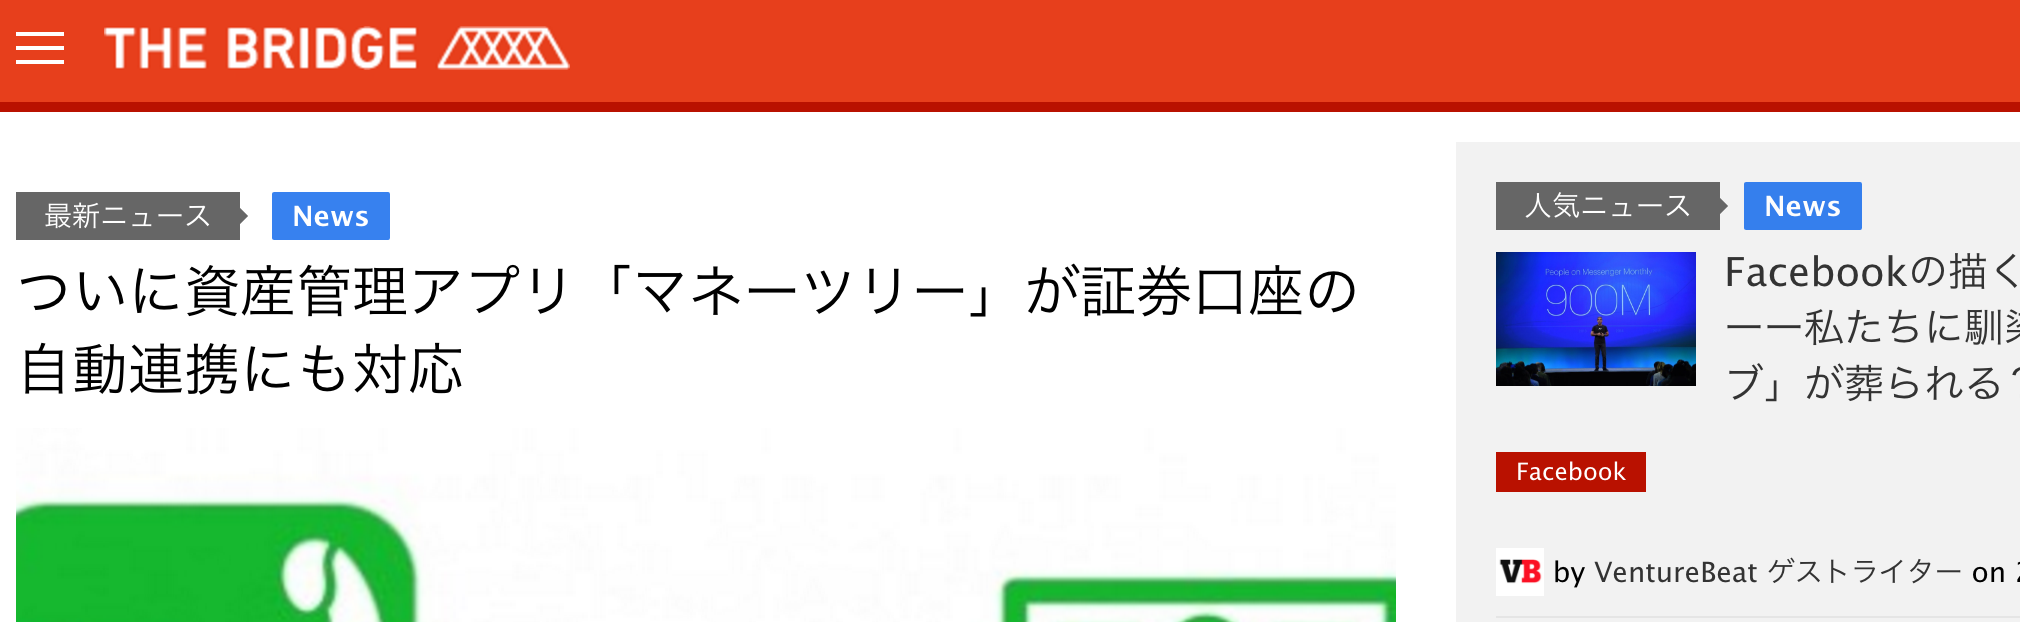 THE BRIDGE
最新ニュース
News
ついに資産管理アプリ「マネーツリー」が証券口座の
自動連携にも対応
人気ニュース
News
People on Messenger Monthly
900M
Facebookの描く
ーー私たちに馴染
ブ」が葬られる?
Facebook
VB by VentureBeat ゲストライター on